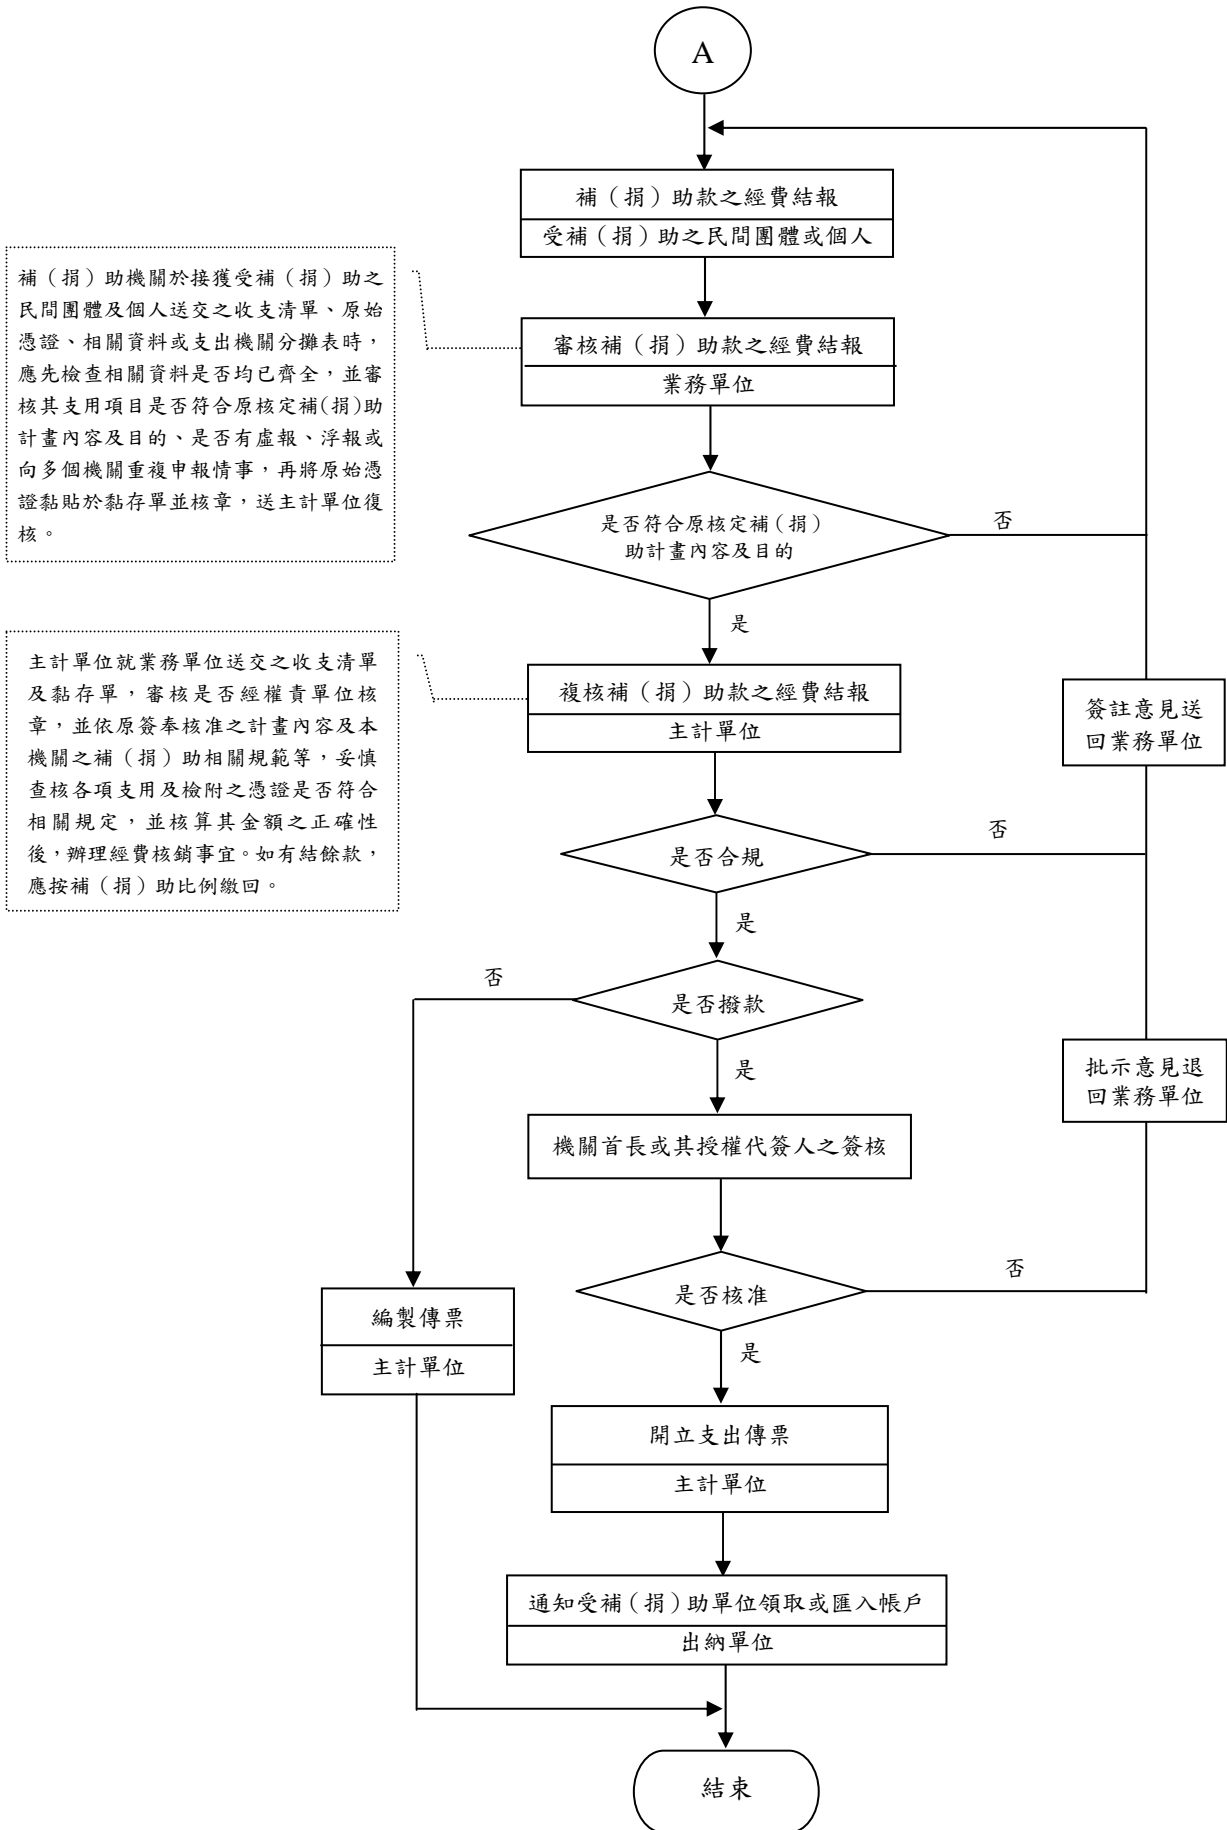 A
補（捐）助款之經費結報
受補（捐）助之民間團體或個人
補（捐）助機關於接獲受補（捐）助之
民間團體及個人送交之收支清單、原始
憑證、相關資料或支出機關分攤表時，
應先檢查相關資料是否均已齊全，並審
核其支用項目是否符合原核定補(捐)助
計畫內容及目的、是否有虛報、浮報或
向多個機關重複申報情事，再將原始憑
證黏貼於黏存單並核章，送主計單位復
核。
審核補（捐）助款之經費結報
業務單位
是否符合原核定補（捐）
助計畫內容及目的
否
是
主計單位就業務單位送交之收支清單
及黏存單，審核是否經權責單位核
章，並依原簽奉核准之計畫內容及本
機關之補（捐）助相關規範等，妥慎
查核各項支用及檢附之憑證是否符合
相關規定，並核算其金額之正確性
後，辦理經費核銷事宜。如有結餘款，
應按補（捐）助比例繳回。
複核補（捐）助款之經費結報
主計單位
簽註意見送
回業務單位
是否合規
否
是
是否撥款
否
是
批示意見退
回業務單位
機關首長或其授權代簽人之簽核
是否核准
否
是
編製傳票
主計單位
開立支出傳票
主計單位
通知受補（捐）助單位領取或匯入帳戶
出納單位
結束